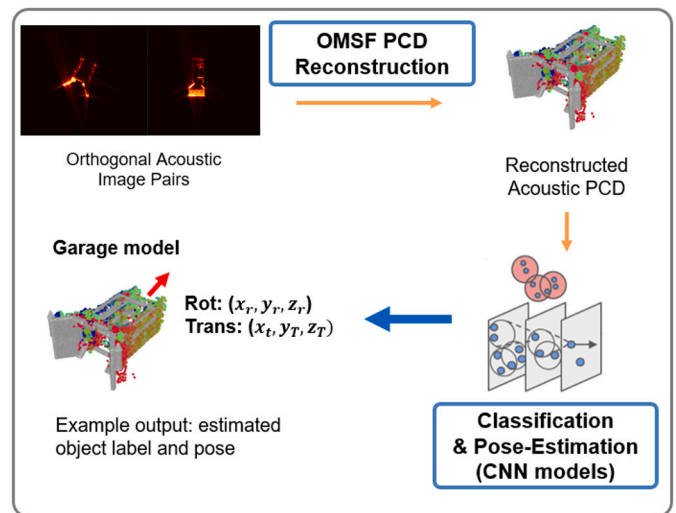 OMSF PCD
Reconstruction
Orthogonal Acoustic
Image Pairs
Reconstructed
Acoustic PCD
Garage model
Rot: (x_r, y_r, z_r)
Trans: (x_t, y_T, z_T)
Example output: estimated
object label and pose
Classification
& Pose-Estimation
(CNN models)